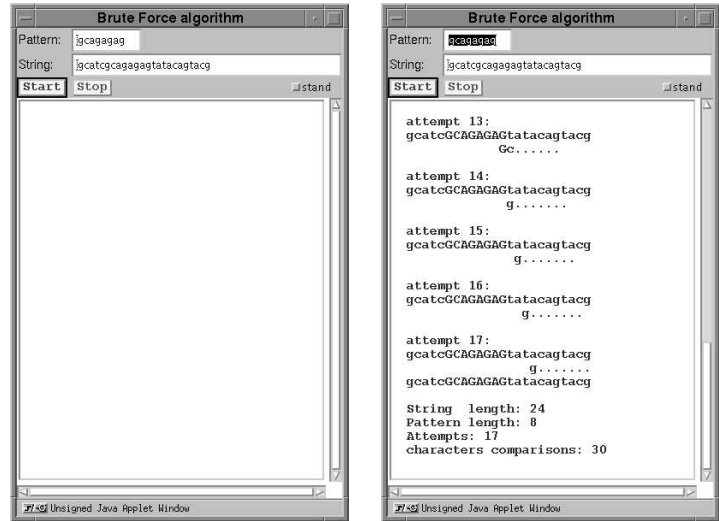 Brute Force algorithm
Pattern: gcagagag
String: gcatcgcagagagtatacagtacg
Start Stop stand
Unsigned Java Applet Window
Brute Force algorithm
Pattern: gcagagag
String: gcatcgcagagagtatacagtacg
Start Stop stand
attempt 13:
gcatcGCAGAGAGtatacagtacg
Gc......
attempt 14:
gcatcGCAGAGAGtatacagtacg
g.......
attempt 15:
gcatcGCAGAGAGtatacagtacg
g.......
attempt 16:
gcatcGCAGAGAGtatacagtacg
g.......
attempt 17:
gcatcGCAGAGAGtatacagtacg
g.......
gcatcGCAGAGAGtatacagtacg
String length: 24
Pattern length: 8
Attempts: 17
characters comparisons: 30
Unsigned Java Applet Window